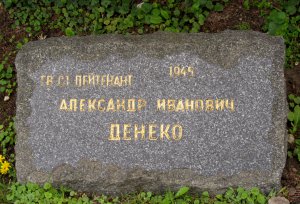 ГВ.СТ.ЛЕЙТЕНАНТ 1945
АЛЕКСАНДР ИВАНОВИЧ
ДЕНЕКО